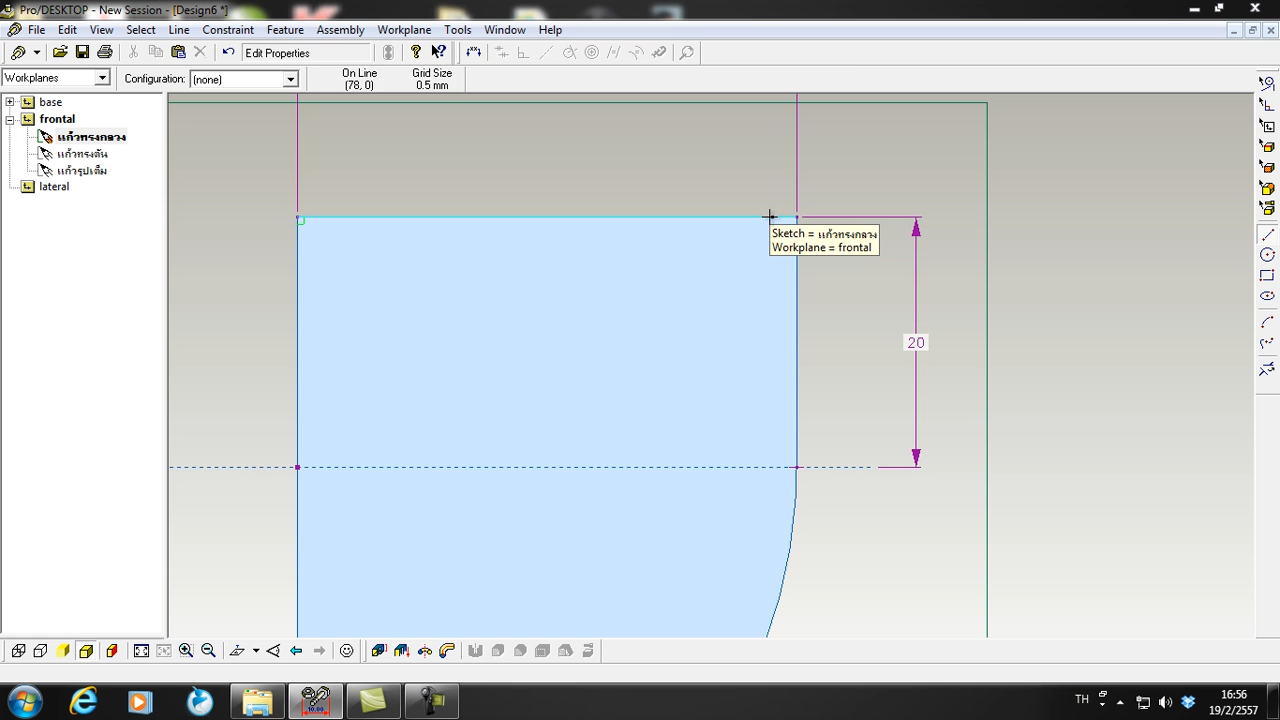 Pro/DESKTOP - New Session - [Design6 *]
File Edit View Select Line Constraint Feature Assembly Workplane Tools Window Help
Edit Properties
Workplanes Configuration: (none) On Line (78, 0) Grid Size 0.5 mm
base
frontal
แก้วทรงกลวง
แก้วทรงตัน
แก้วรูปเต็ม
lateral
Sketch = แก้วทรงกลวง
Workplane = frontal
20
10.00
TH
16:56
19/2/2557